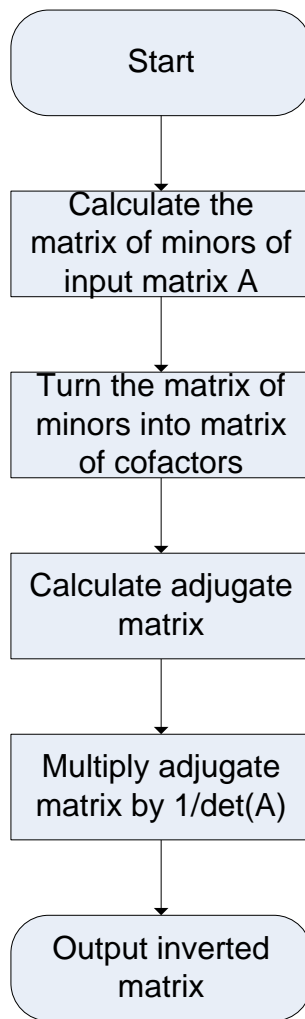 Start
Calculate the
matrix of minors of
input matrix A
Turn the matrix of
minors into matrix
of cofactors
Calculate adjugate
matrix
Multiply adjugate
matrix by 1/det(A)
Output inverted
matrix